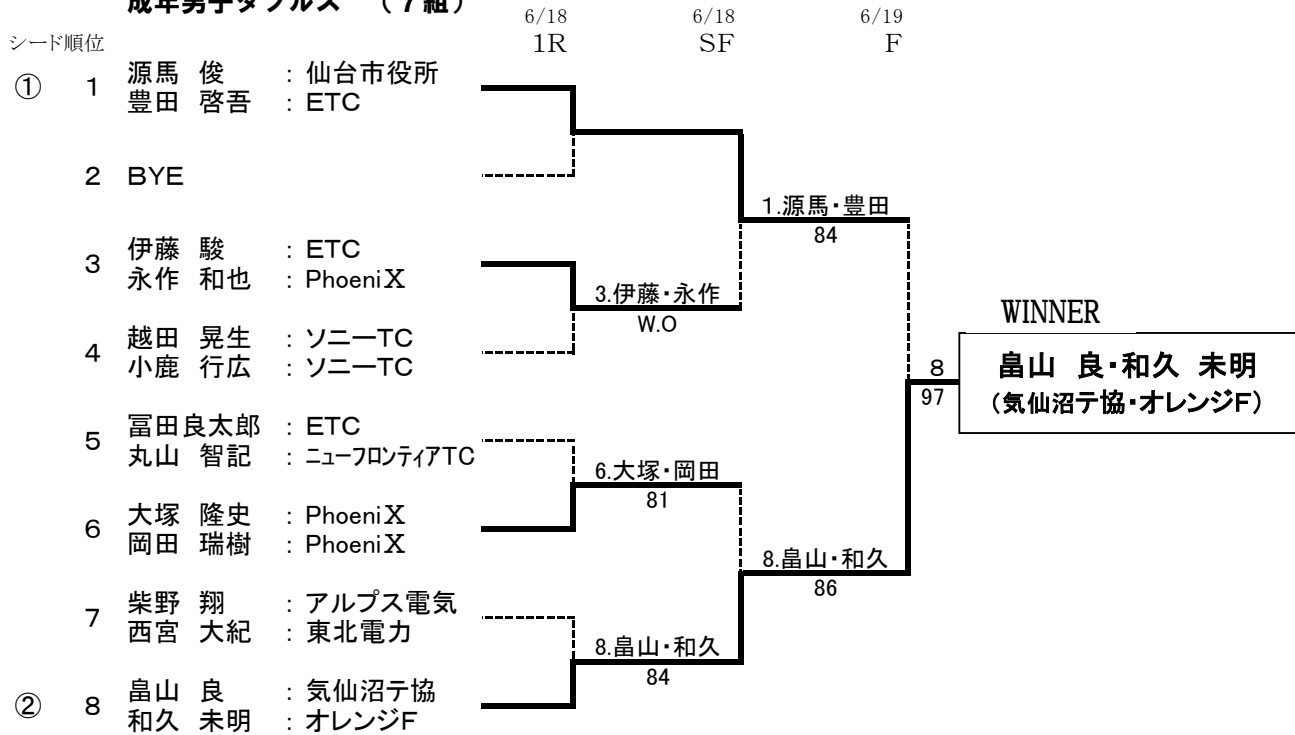 成年男子ダブルス （7組）
6/18 6/18 6/19
シード順位 1R SF F
① 1 源馬 俊 : 仙台市役所
豊田 啓吾 : ETC
2 BYE
1.源馬・豊田
84
3 伊藤 駿 : ETC
永作 和也 : PhoeniX
3.伊藤・永作
W.O
4 越田 晃生 : ソニーTC
小鹿 行広 : ソニーTC
WINNER
8 畠山 良・和久 未明
97 （気仙沼テ協・オレンジF）
5 冨田良太郎 : ETC
丸山 智記 : ニューフロンティアTC
6.大塚・岡田
81
6 大塚 隆史 : PhoeniX
岡田 瑞樹 : PhoeniX
8.畠山・和久
86
7 柴野 翔 : アルプス電気
西宮 大紀 : 東北電力
8.畠山・和久
84
② 8 畠山 良 : 気仙沼テ協
和久 未明 : オレンジF